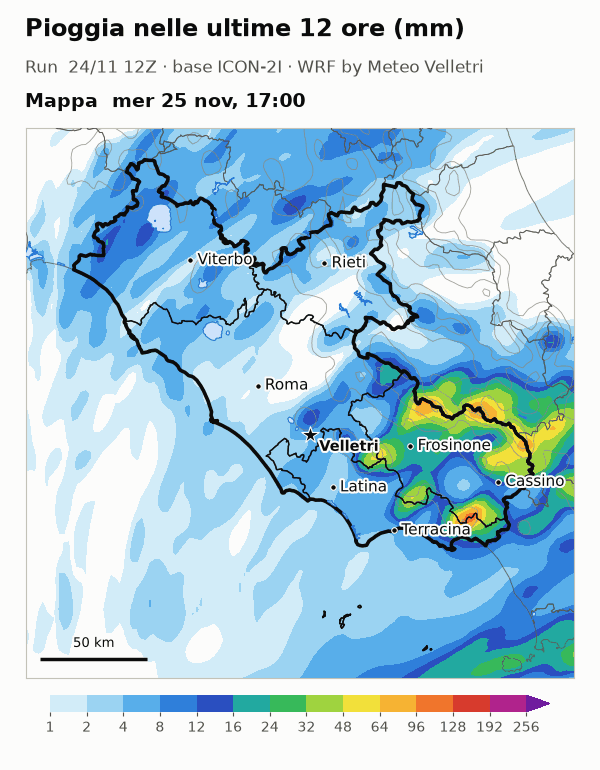 Pioggia nelle ultime 12 ore (mm)
Run  24/11 12Z · base ICON-2I · WRF by Meteo Velletri
Mappa  mer 25 nov, 17:00
Viterbo
Rieti
Roma
Velletri
Frosinone
Latina
Cassino
Terracina
50 km
1 2 4 8 12 16 24 32 48 64 96 128 192 256